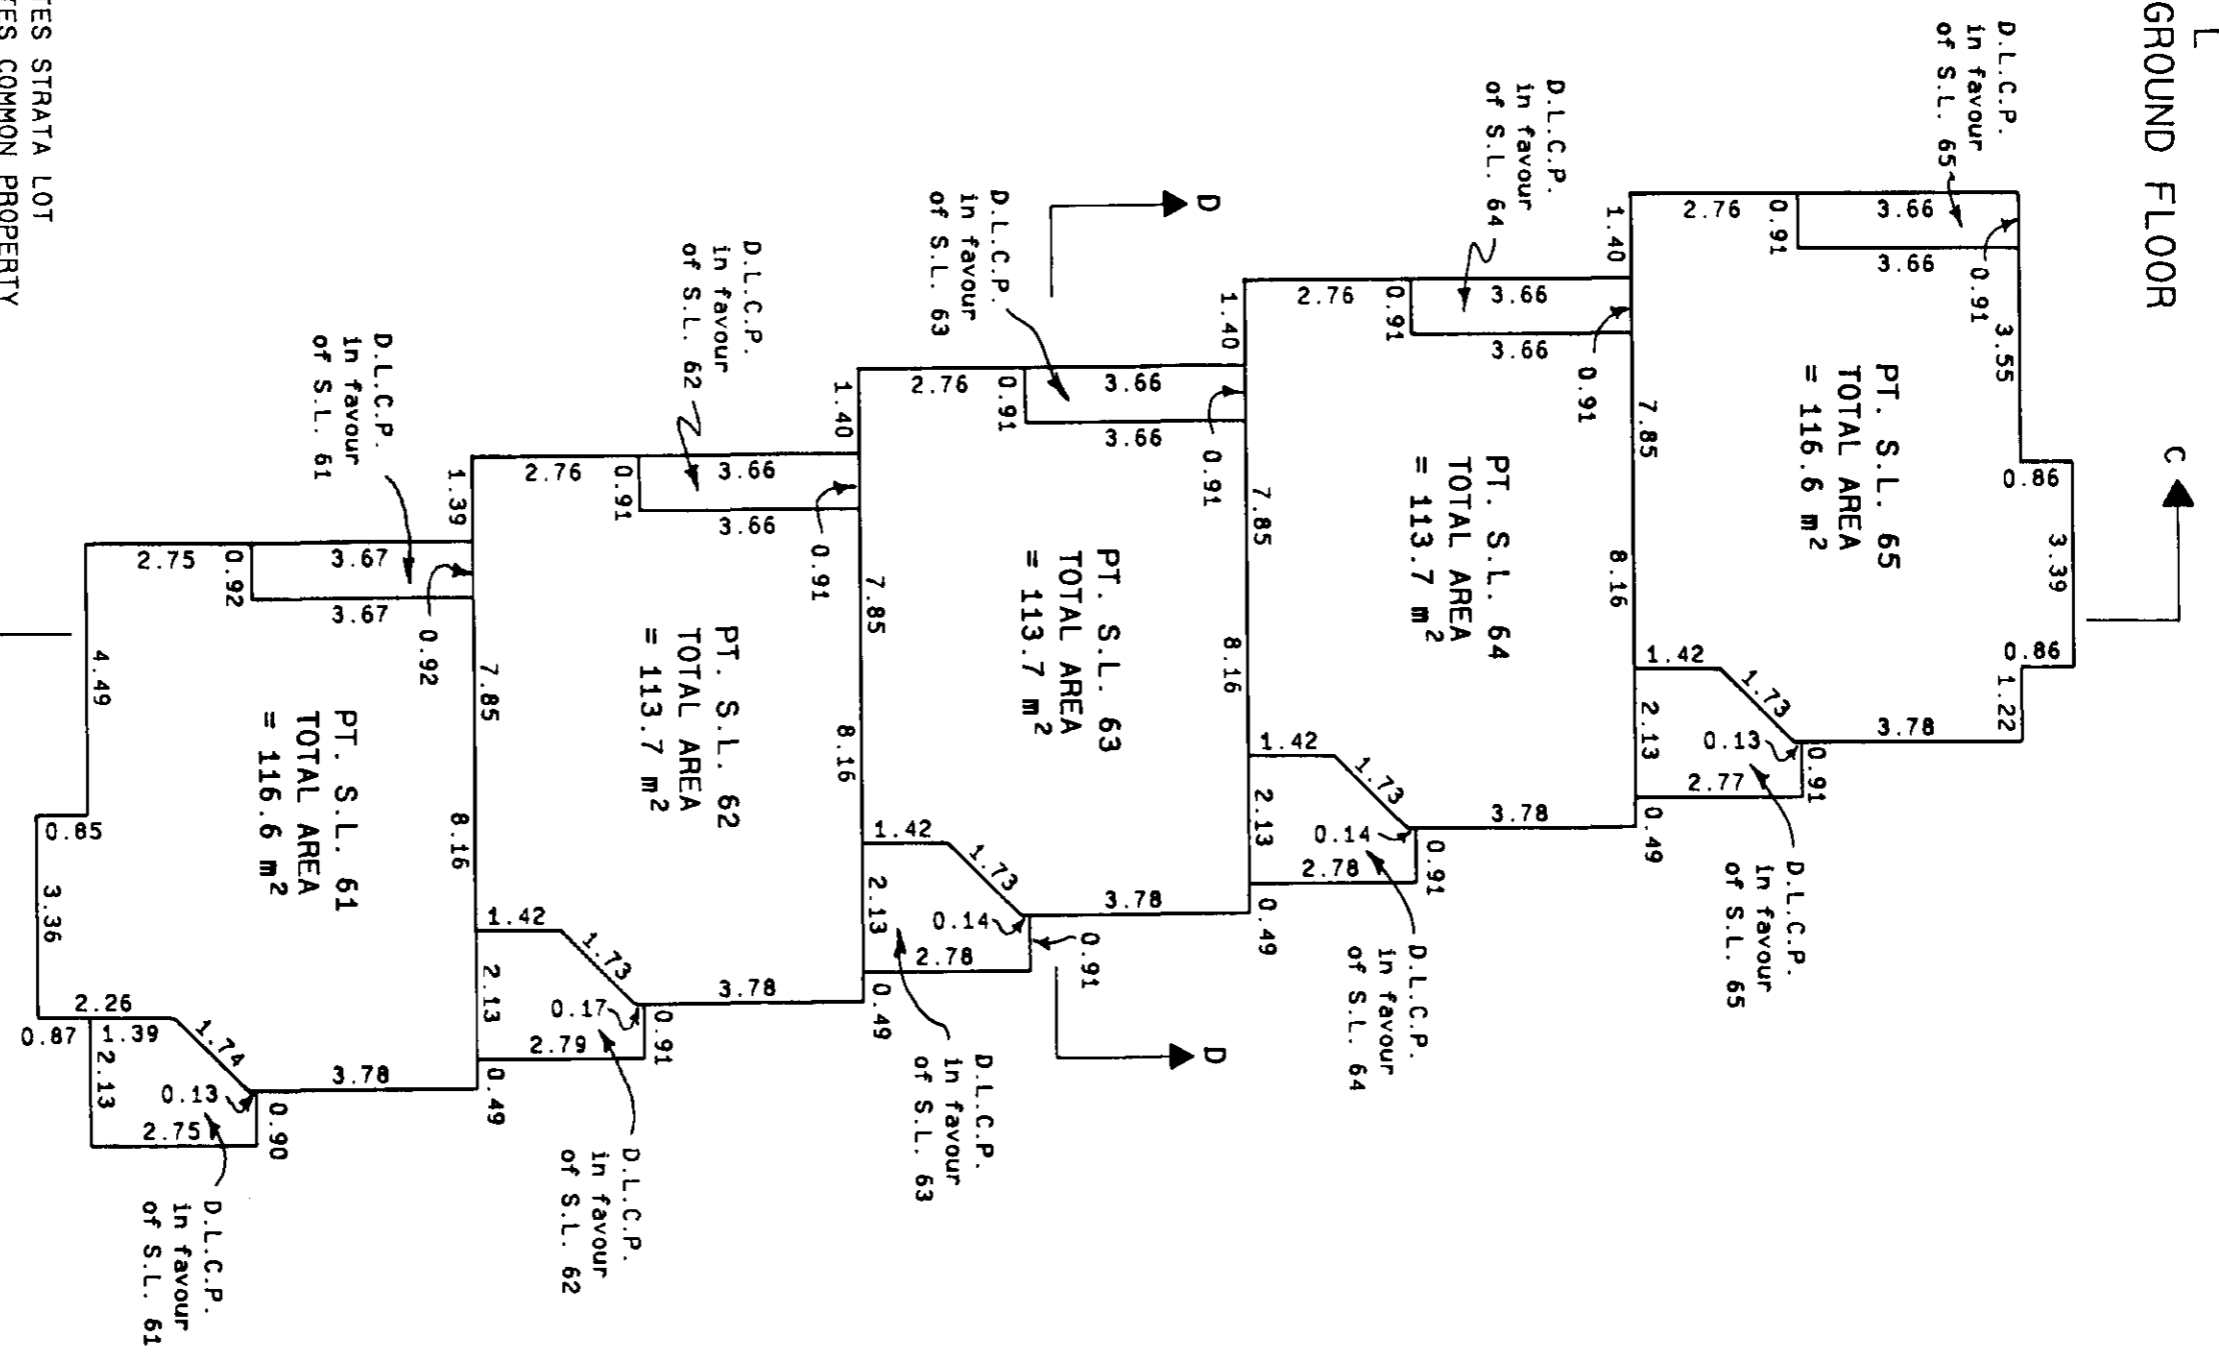 L
GROUND FLOOR
C
D.L.C.P.
in favour
of S.L. 65
2.76
0.91
3.66
3.66
0.91
3.55
0.86
3.39
0.86
1.22
PT. S.L. 65
TOTAL AREA
= 116.6 m²
1.40
7.85
8.16
1.42
1.73
3.78
0.13
0.91
2.13
2.77
0.49
D.L.C.P.
in favour
of S.L. 65
D.L.C.P.
in favour
of S.L. 64
2.76
0.91
3.66
3.66
0.91
PT. S.L. 64
TOTAL AREA
= 113.7 m²
1.40
7.85
8.16
1.42
1.73
3.78
0.14
0.91
2.13
2.78
0.49
D.L.C.P.
in favour
of S.L. 64
D
D.L.C.P.
in favour
of S.L. 63
2.76
0.91
3.66
3.66
0.91
PT. S.L. 63
TOTAL AREA
= 113.7 m²
1.40
7.85
8.16
1.42
1.73
3.78
0.14
0.91
2.13
2.78
0.49
D
D.L.C.P.
in favour
of S.L. 63
D.L.C.P.
in favour
of S.L. 62
2.76
0.91
3.66
3.66
0.91
PT. S.L. 62
TOTAL AREA
= 113.7 m²
1.39
7.85
8.16
1.42
1.73
3.78
0.17
0.91
2.13
2.79
0.49
D.L.C.P.
in favour
of S.L. 62
D.L.C.P.
in favour
of S.L. 61
2.75
0.92
3.67
3.67
0.92
PT. S.L. 61
TOTAL AREA
= 116.6 m²
4.49
0.85
3.36
2.26
0.87
1.39
1.74
3.78
0.13
0.90
2.13
2.75
D.L.C.P.
in favour
of S.L. 61
TES STRATA LOT
TES COMMON PROPERTY